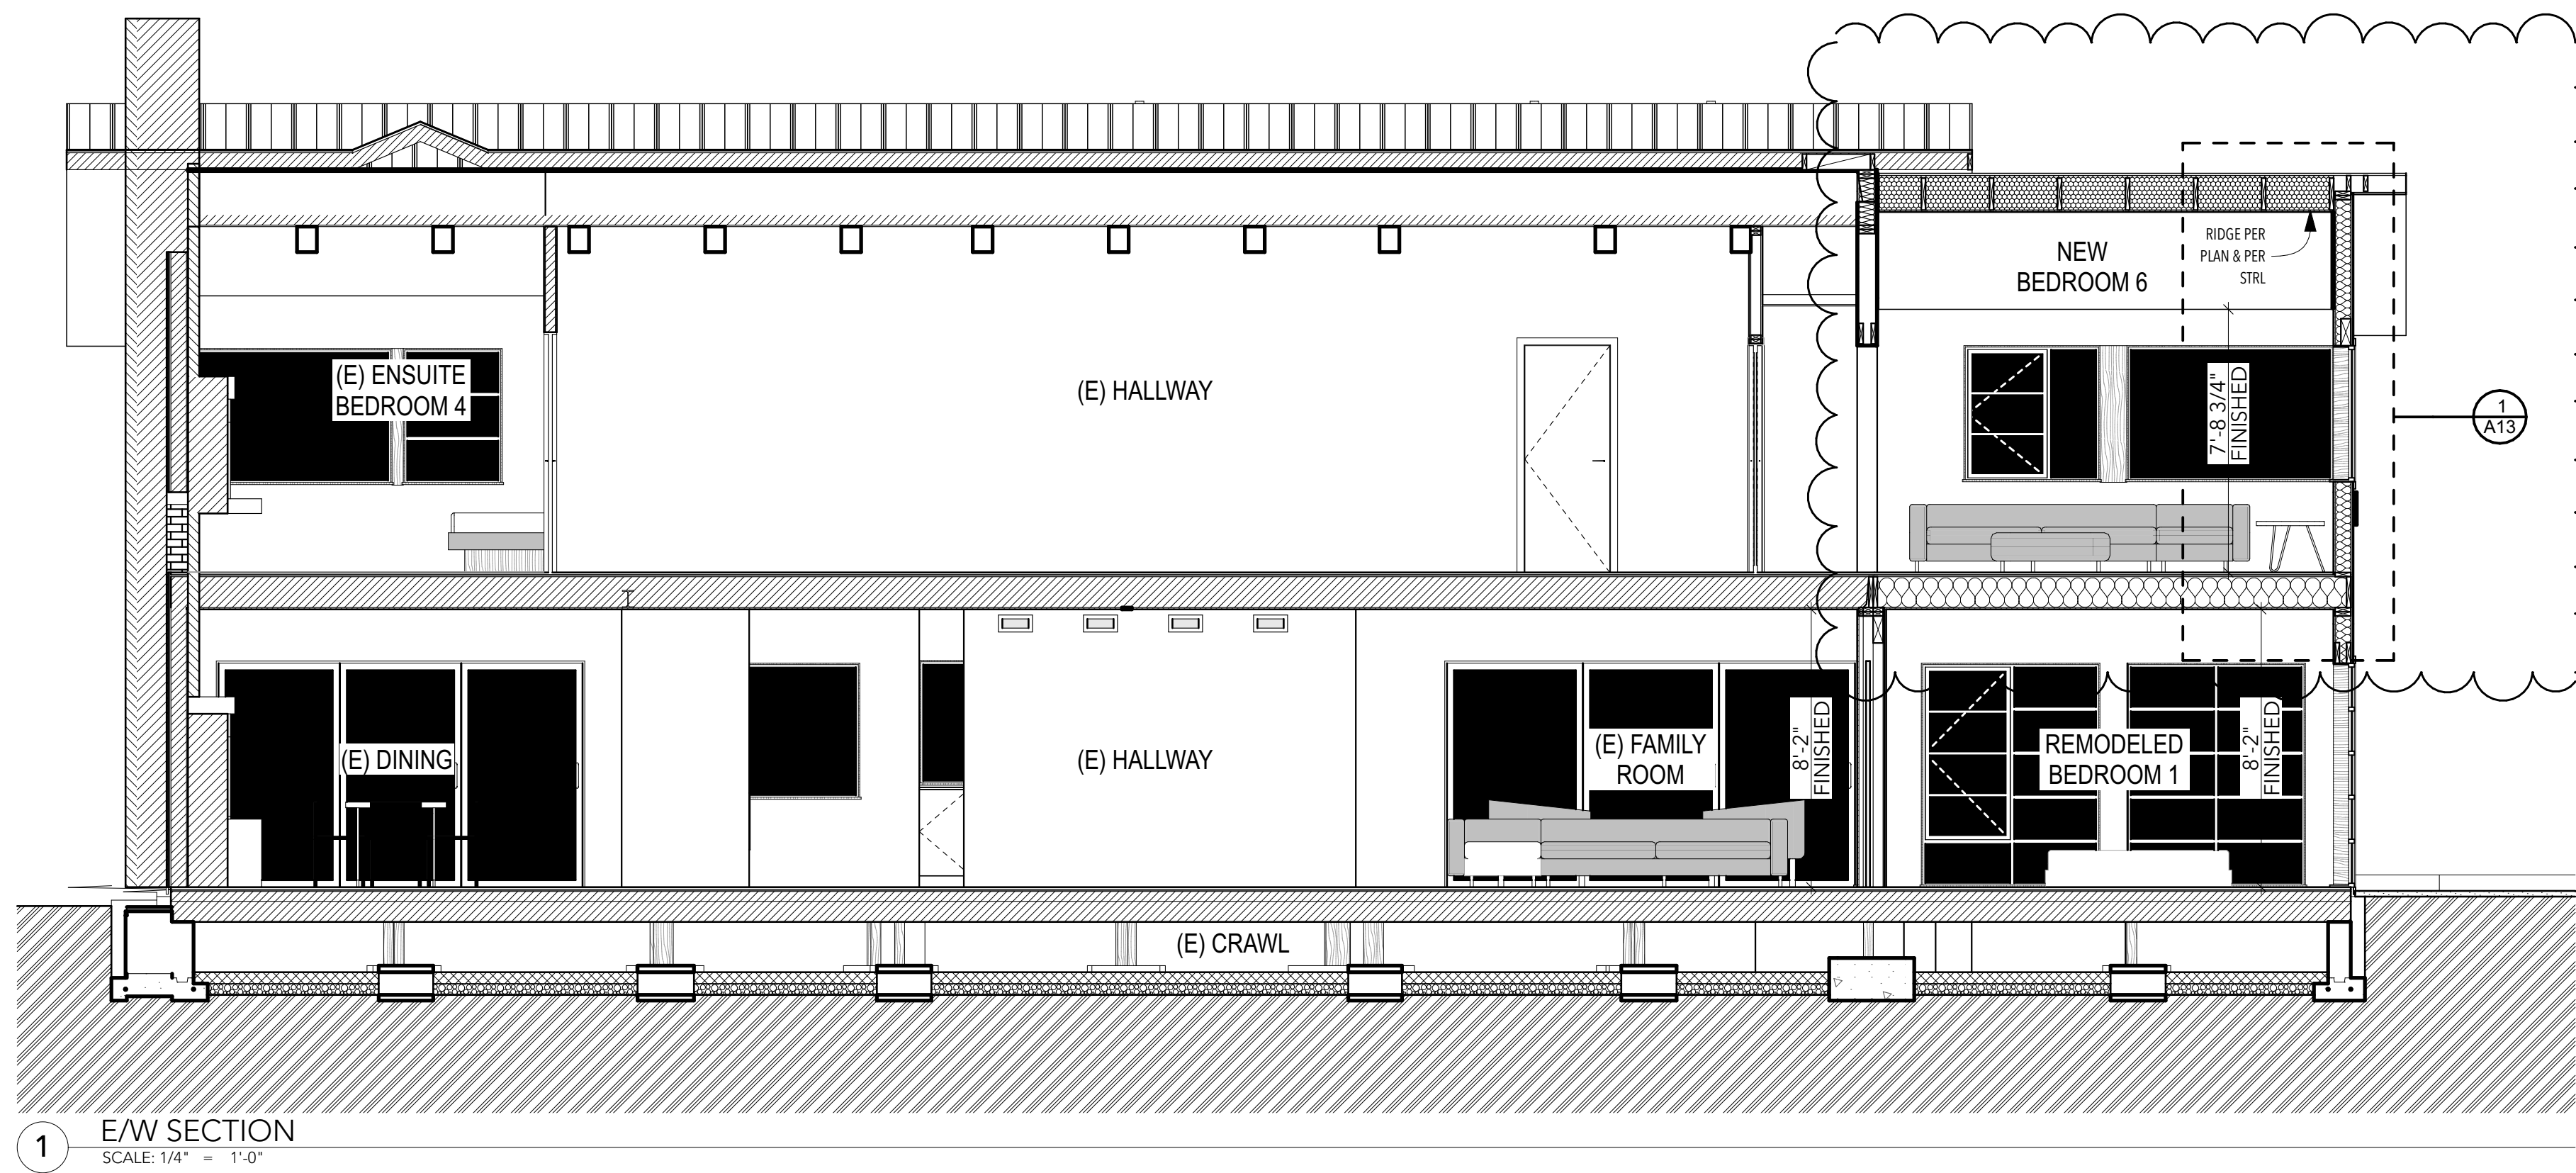 RIDGE PER
PLAN & PER
STRL
NEW
BEDROOM 6
(E) ENSUITE
BEDROOM 4
(E) HALLWAY
7'-8 3/4"
FINISHED
1
A13
(E) DINING
(E) HALLWAY
(E) FAMILY
ROOM
8'-2"
FINISHED
REMODELED
BEDROOM 1
8'-2"
FINISHED
(E) CRAWL
1
E/W SECTION
SCALE: 1/4" = 1'-0"